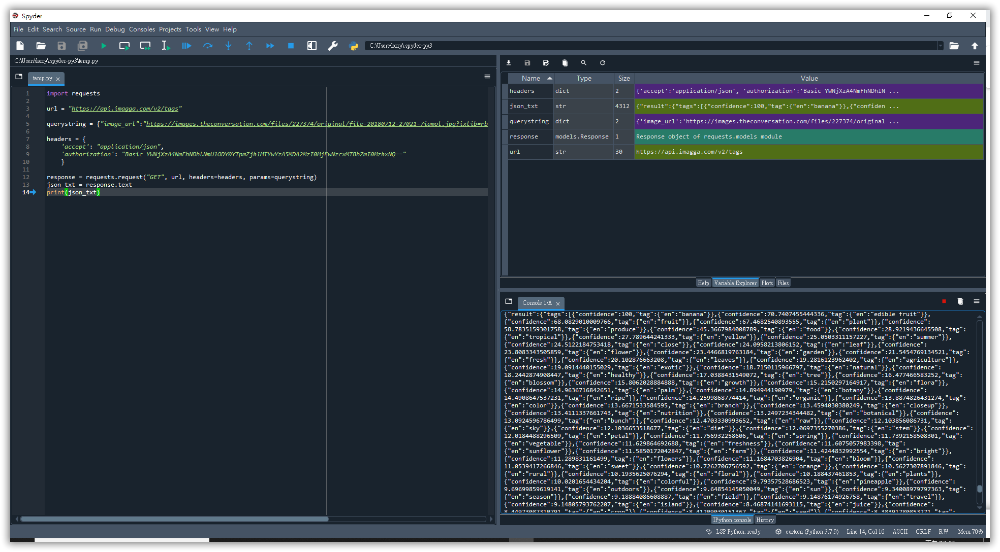 Spyder
File Edit Search Source Run Debug Consoles Projects Tools View Help
C:\Users\larry\.spyder-py3
C:\Users\larry\.spyder-py3\temp.py
temp.py
1 import requests
2
3 url = "https://api.imagga.com/v2/tags"
4
5 querystring = {"image_url":"https://images.theconversation.com/files/227374/original/file-20180712-27021-7iamol.jpg?ixlib=rb
6
7 headers = {
8 'accept': "application/json",
9 'authorization': "Basic
10 }
11
12 response = requests.request("GET", url, headers=headers, params=querystring)
13 json_txt = response.text
14 print(json_txt)
Name Type Size Value
headers dict 2 {'accept':'application/json', 'authorization':'Basic YWNjXzA4NmFhNDhlN ...
json_txt str 4312 {"result":{"tags":[{"confidence":100,"tag":{"en":"banana"}},{"confiden ...
querystring dict 2 {'image_url':'https://images.theconversation.com/files/227374/original ...
response models.Response 1 Response object of requests.models module
url str 30 https://api.imagga.com/v2/tags
Help Variable Explorer Plots Files
Console 1/A
{"result":{"tags":[{"confidence":100,"tag":{"en":"banana"}},{"confidence":70.7407455444336,"tag":{"en":"edible fruit"}},
{"confidence":68.0829010009766,"tag":{"en":"fruit"}},{"confidence":67.4682540893555,"tag":{"en":"plant"}},{"confidence":
58.7835159301758,"tag":{"en":"produce"}},{"confidence":45.3667984008789,"tag":{"en":"food"}},{"confidence":28.9219436645508,"tag":
{"en":"tropical"}},{"confidence":27.789644241333,"tag":{"en":"yellow"}},{"confidence":25.0503311157227,"tag":{"en":"summer"}},
{"confidence":24.5122184753418,"tag":{"en":"close"}},{"confidence":24.0958213806152,"tag":{"en":"leaf"}},{"confidence":
23.8083343505859,"tag":{"en":"flower"}},{"confidence":23.4466819763184,"tag":{"en":"garden"}},{"confidence":21.5454769134521,"tag":
{"en":"fresh"}},{"confidence":20.102876663208,"tag":{"en":"leaves"}},{"confidence":19.2816123962402,"tag":{"en":"agriculture"}},
{"confidence":19.0914440155029,"tag":{"en":"exotic"}},{"confidence":18.7150115966797,"tag":{"en":"natural"}},{"confidence":
18.2442874908447,"tag":{"en":"healthy"}},{"confidence":17.0388431549072,"tag":{"en":"tree"}},{"confidence":16.477466583252,"tag":
{"en":"blossom"}},{"confidence":15.8062028884888,"tag":{"en":"growth"}},{"confidence":15.2150297164917,"tag":{"en":"flora"}},
{"confidence":14.9636716842651,"tag":{"en":"palm"}},{"confidence":14.894944190979,"tag":{"en":"botany"}},{"confidence":
14.4908647537231,"tag":{"en":"ripe"}},{"confidence":14.2599868774414,"tag":{"en":"organic"}},{"confidence":13.8874826431274,"tag":
{"en":"color"}},{"confidence":13.6671533584595,"tag":{"en":"branch"}},{"confidence":13.4594030380249,"tag":{"en":"closeup"}},
{"confidence":13.4111337661743,"tag":{"en":"nutrition"}},{"confidence":13.2497234344482,"tag":{"en":"botanical"}},{"confidence":
13.0924596786499,"tag":{"en":"bunch"}},{"confidence":12.4703330993652,"tag":{"en":"raw"}},{"confidence":12.103856086731,"tag":
{"en":"sky"}},{"confidence":12.1036653518677,"tag":{"en":"diet"}},{"confidence":12.0697355270386,"tag":{"en":"stem"}},{"confidence":
12.0184488296509,"tag":{"en":"petal"}},{"confidence":11.756932258606,"tag":{"en":"spring"}},{"confidence":11.7392158508301,"tag":
{"en":"vegetable"}},{"confidence":11.629864692688,"tag":{"en":"freshness"}},{"confidence":11.6075057983398,"tag":
{"en":"sunflower"}},{"confidence":11.5850172042847,"tag":{"en":"farm"}},{"confidence":11.4244832992554,"tag":{"en":"bright"}},
{"confidence":11.289831161499,"tag":{"en":"flowers"}},{"confidence":11.1684703826904,"tag":{"en":"bloom"}},{"confidence":
11.0539417266846,"tag":{"en":"sweet"}},{"confidence":10.7262706756592,"tag":{"en":"orange"}},{"confidence":10.5627307891846,"tag":
{"en":"rural"}},{"confidence":10.1935625076294,"tag":{"en":"floral"}},{"confidence":10.188437461853,"tag":{"en":"plants"}},
{"confidence":10.0201654434204,"tag":{"en":"colorful"}},{"confidence":9.79357528686523,"tag":{"en":"pineapple"}},{"confidence":
9.69699859619141,"tag":{"en":"outdoors"}},{"confidence":9.64854145050049,"tag":{"en":"sun"}},{"confidence":9.34008979797363,"tag":
{"en":"season"}},{"confidence":9.18884086608887,"tag":{"en":"field"}},{"confidence":9.14876174926758,"tag":{"en":"travel"}},
{"confidence":9.14805793762207,"tag":{"en":"island"}},{"confidence":8.46874141693115,"tag":{"en":"juice"}},{"confidence":
8.44973087310791,"tag":{"en":"crop"}},{"confidence":8.41209030151367,"tag":{"en":"seed"}},{"confidence":8.38391780853271,"tag":
IPython console History
LSP Python: ready custom (Python 3.7.9) Line 14, Col 16 ASCII CRLF RW Mem 70%